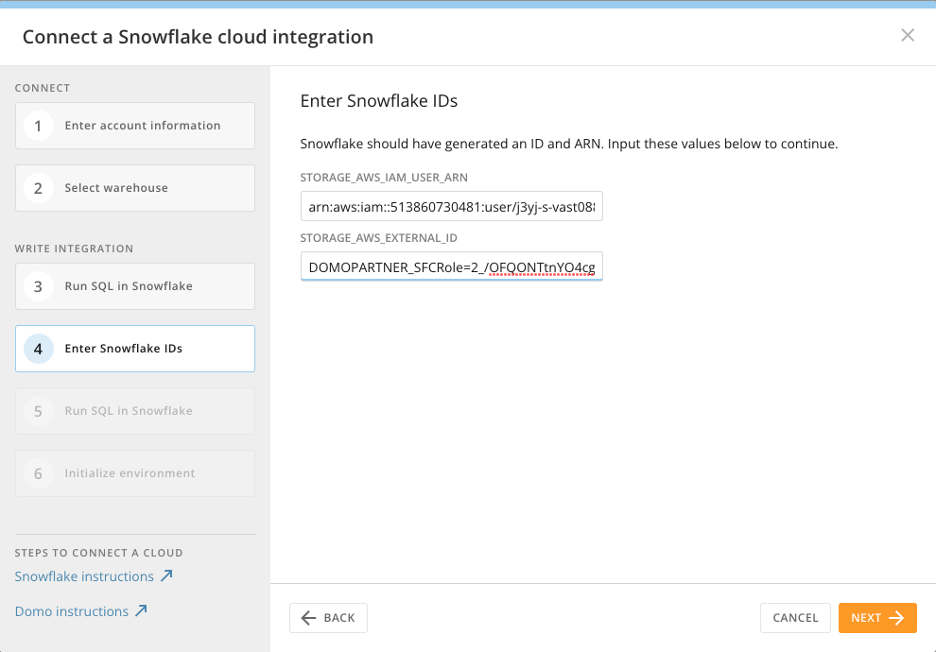 Connect a Snowflake cloud integration
CONNECT
1 Enter account information
2 Select warehouse
WRITE INTEGRATION
3 Run SQL in Snowflake
4 Enter Snowflake IDs
5 Run SQL in Snowflake
6 Initialize environment
STEPS TO CONNECT A CLOUD
Snowflake instructions
Domo instructions
Enter Snowflake IDs
Snowflake should have generated an ID and ARN. Input these values below to continue.
STORAGE_AWS_IAM_USER_ARN
arn:aws:iam::513860730481:user/j3yj-s-vast08
STORAGE_AWS_EXTERNAL_ID
DOMOPARTNER_SFCRole=2_/OFQONTtnYO4cg
BACK
CANCEL
NEXT